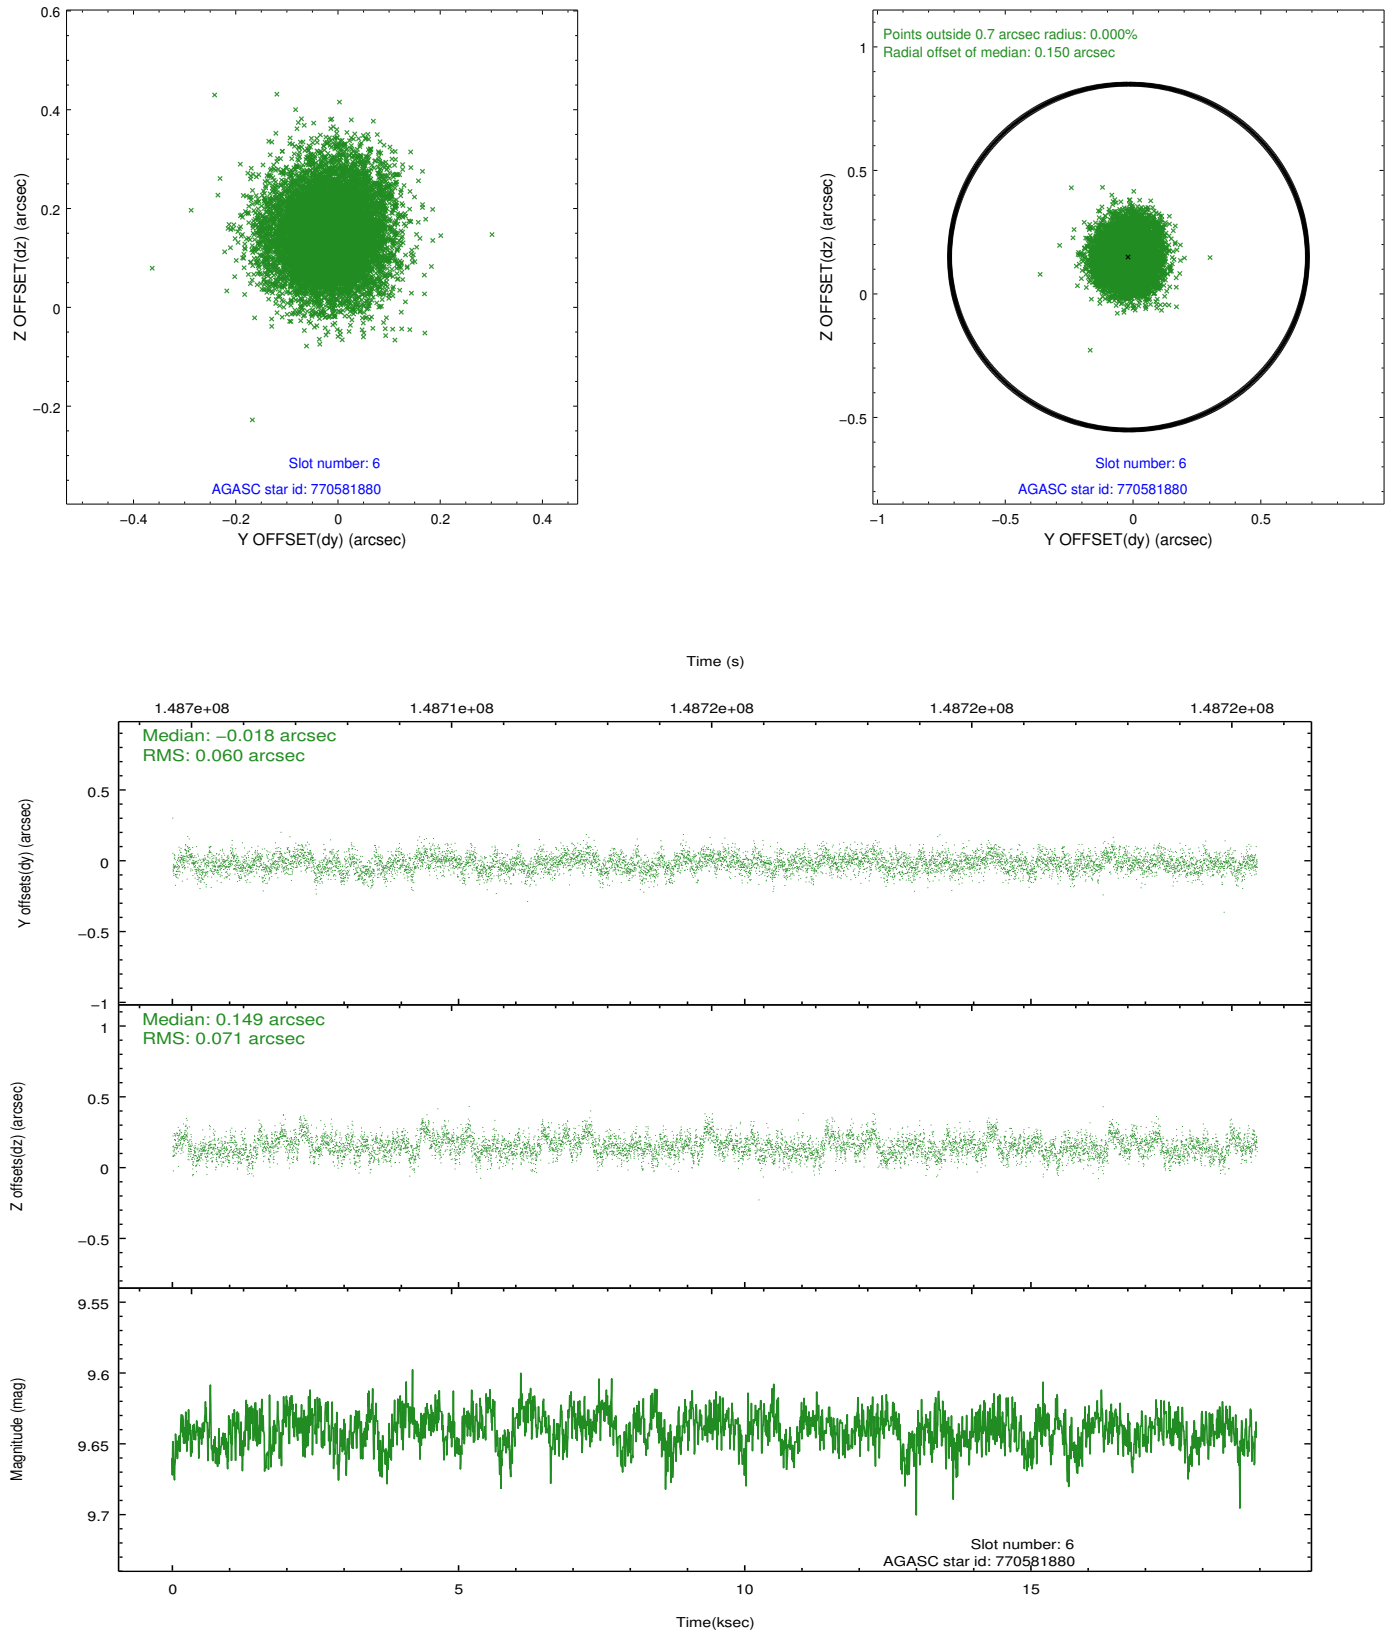 0.6
0.4
0.2
0
−0.2
Z OFFSET(dz) (arcsec)
Slot number: 6
AGASC star id: 770581880
−0.4 −0.2 0 0.2 0.4
Y OFFSET(dy) (arcsec)
Points outside 0.7 arcsec radius: 0.000%
Radial offset of median: 0.150 arcsec
1
0.5
0
−0.5
Z OFFSET(dz) (arcsec)
Slot number: 6
AGASC star id: 770581880
−1 −0.5 0 0.5
Y OFFSET(dy) (arcsec)
Time (s)
1.487e+08 1.4871e+08 1.4872e+08 1.4872e+08 1.4872e+08
Median: −0.018 arcsec
RMS: 0.060 arcsec
0.5
0
−0.5
−1
Y offsets(dy) (arcsec)
Median: 0.149 arcsec
RMS: 0.071 arcsec
1
0.5
0
−0.5
Z offsets(dz) (arcsec)
9.55
9.6
9.65
9.7
Magnitude (mag)
Slot number: 6
AGASC star id: 770581880
0 5 10 15
Time(ksec)